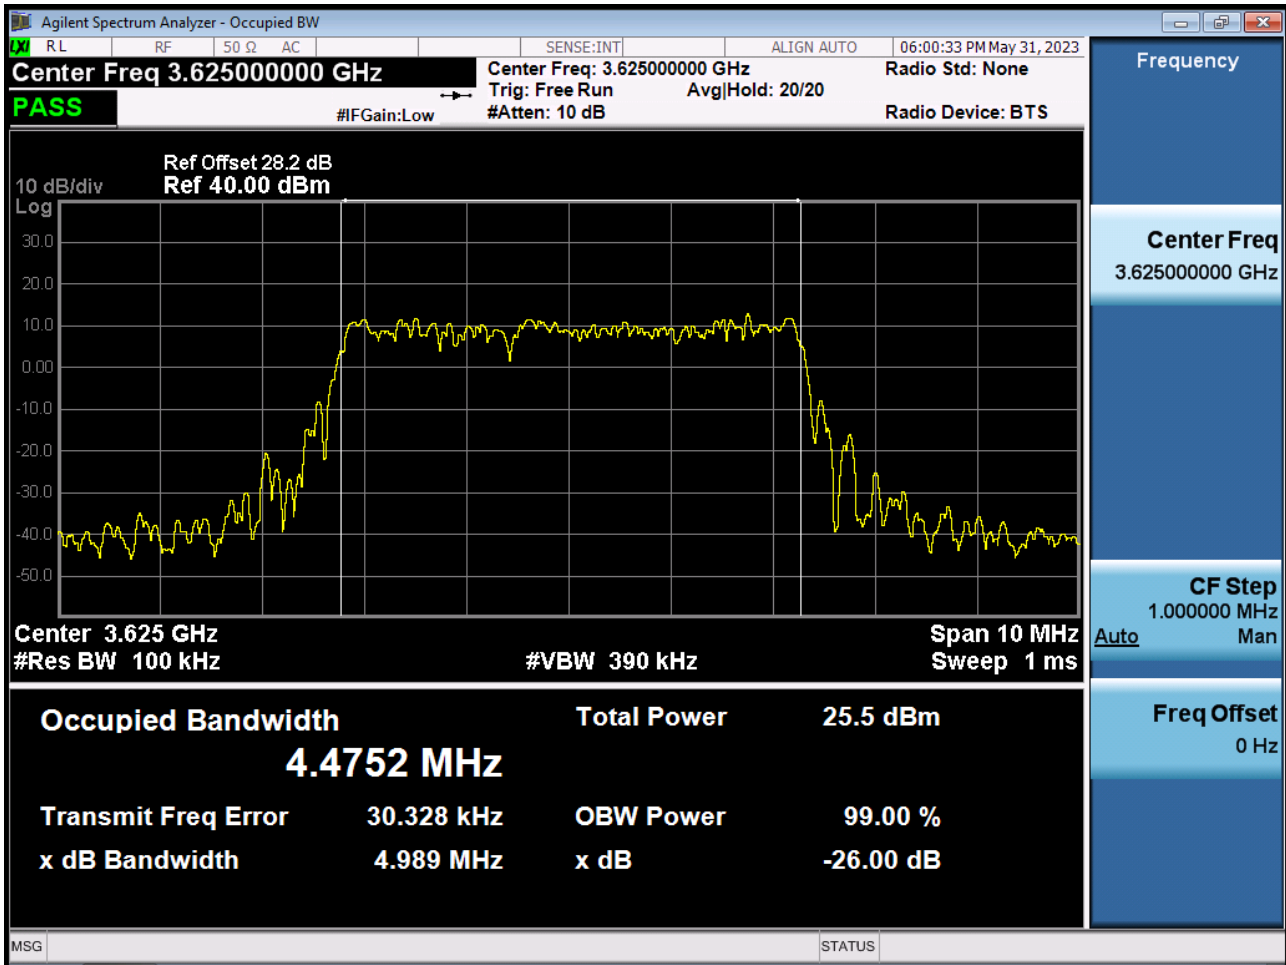 Agilent Spectrum Analyzer - Occupied BW
LXI RL RF 50 Ω AC SENSE:INT ALIGN AUTO 06:00:33 PM May 31, 2023
Center Freq 3.625000000 GHz
PASS
#IFGain:Low
Center Freq: 3.625000000 GHz
Trig: Free Run Avg|Hold: 20/20
#Atten: 10 dB
Radio Std: None
Radio Device: BTS
Ref Offset 28.2 dB
10 dB/div Ref 40.00 dBm
Log
30.0
20.0
10.0
0.00
-10.0
-20.0
-30.0
-40.0
-50.0
Center 3.625 GHz Span 10 MHz
#Res BW 100 kHz #VBW 390 kHz Sweep 1 ms
Occupied Bandwidth Total Power 25.5 dBm
4.4752 MHz
Transmit Freq Error 30.328 kHz OBW Power 99.00 %
x dB Bandwidth 4.989 MHz x dB -26.00 dB
MSG STATUS
Frequency
Center Freq
3.625000000 GHz
CF Step
1.000000 MHz
Auto Man
Freq Offset
0 Hz